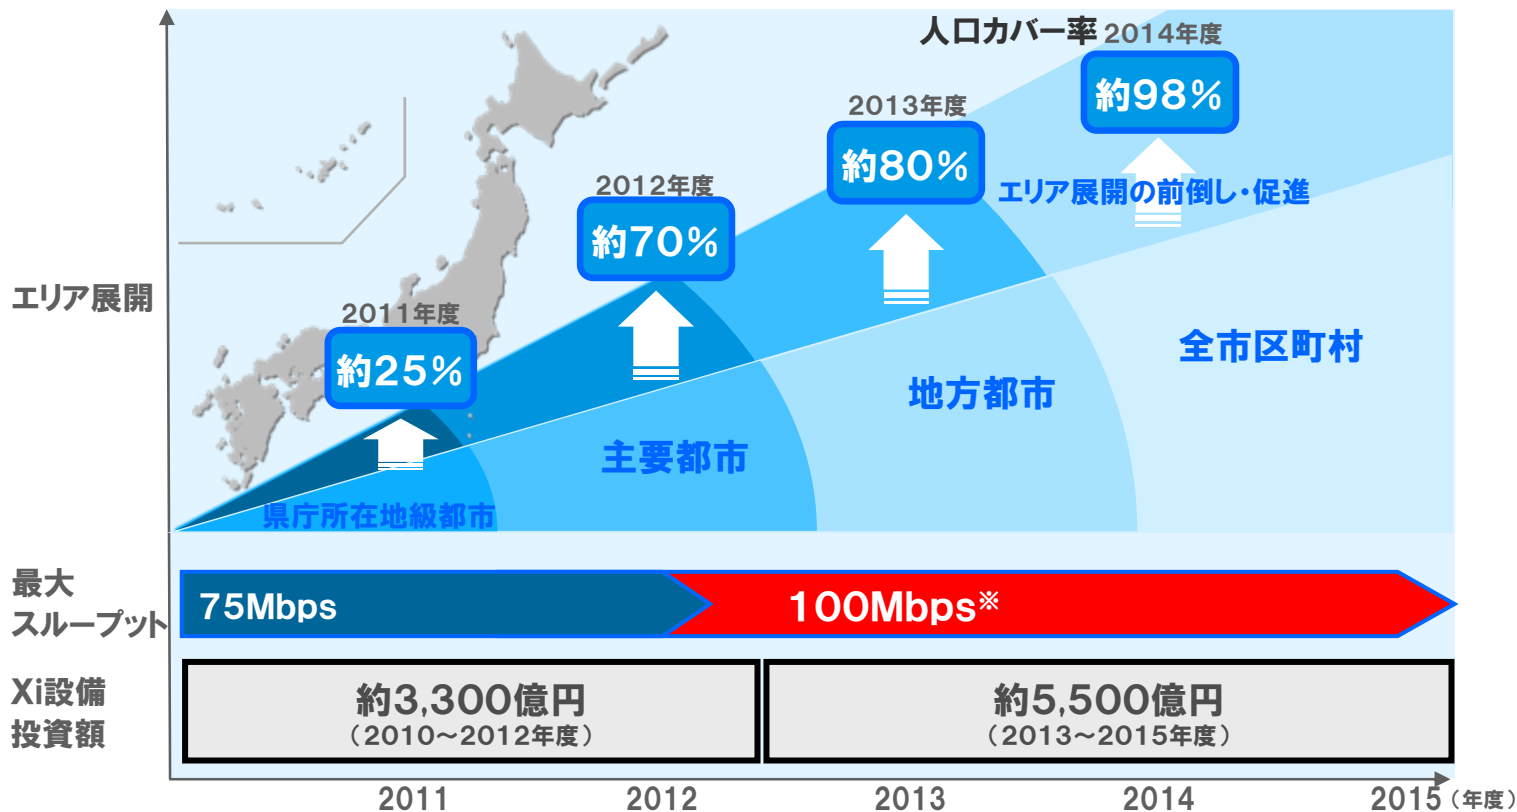 人口カバー率 2014年度
約98%
2013年度
約80%
エリア展開の前倒し・促進
2012年度
約70%
2011年度
約25%
エリア展開
全市区町村
地方都市
主要都市
県庁所在地級都市
最大
スループット
75Mbps
100Mbps※
Xi設備
投資額
約3,300億円
（2010～2012年度）
約5,500億円
（2013～2015年度）
2011
2012
2013
2014
2015（年度）